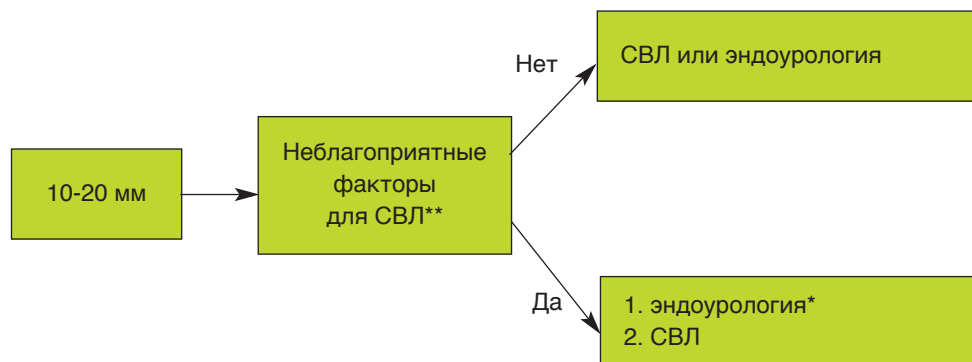 10-20 мм
Неблагоприятные
факторы
для СВЛ**
Нет
СВЛ или эндоурология
Да
1. эндоурология*
2. СВЛ